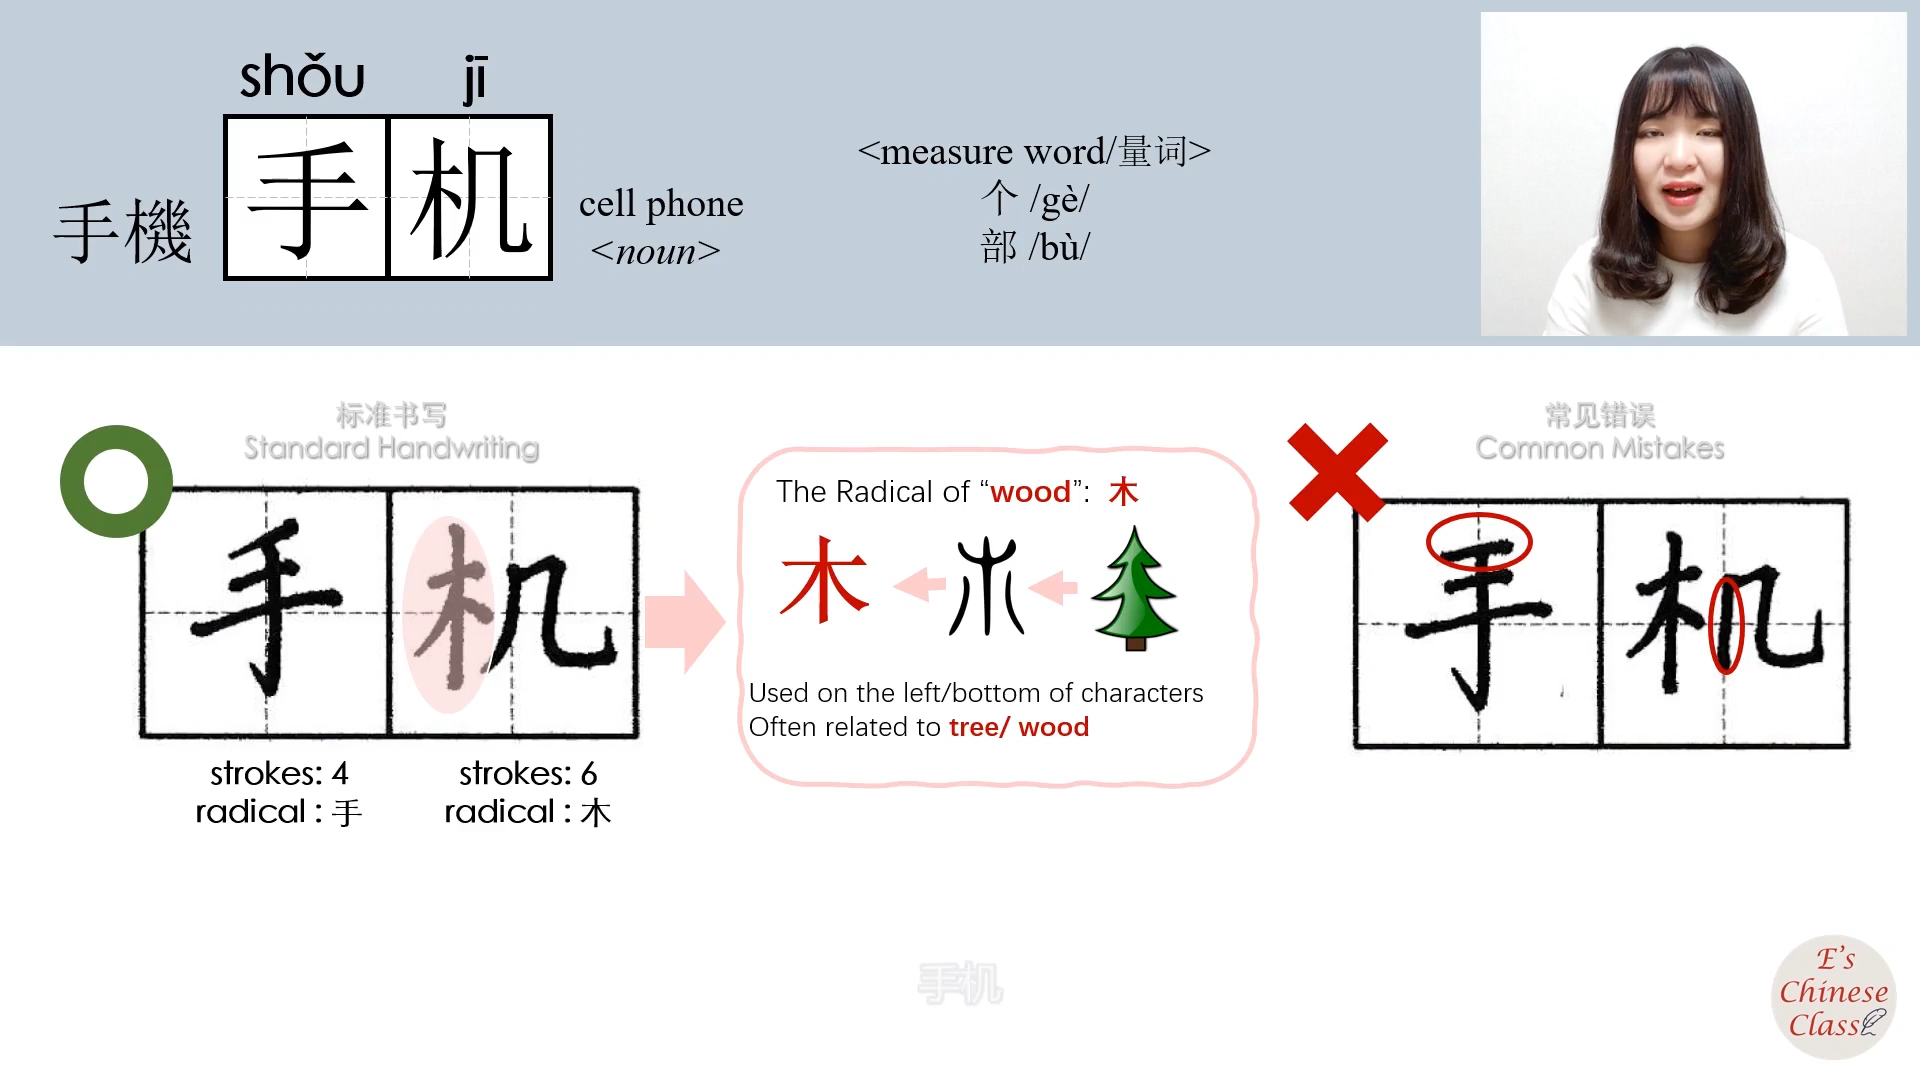 shǒu jī
手機
手机
cell phone
<noun>
<measure word/量词>
个 /gè/
部 /bù/
标准书写
Standard Handwriting
手机
strokes: 4
radical : 手
strokes: 6
radical : 木
The Radical of “wood”: 木
木
Used on the left/bottom of characters
Often related to tree/ wood
常见错误
Common Mistakes
手机
手机
E's
Chinese
Class